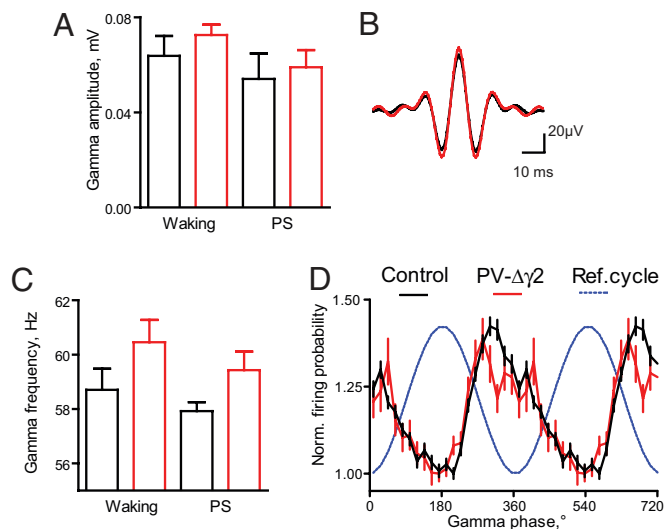 A
Gamma amplitude, mV
0.08
0.04
0.00
Waking
PS
B
20µV
10 ms
C
Gamma frequency, Hz
62
60
58
56
Waking
PS
D
Control
PV-Δγ2
Ref.cycle
Norm. firing probability
1.50
1.25
1.00
0
180
360
540
720
Gamma phase,°